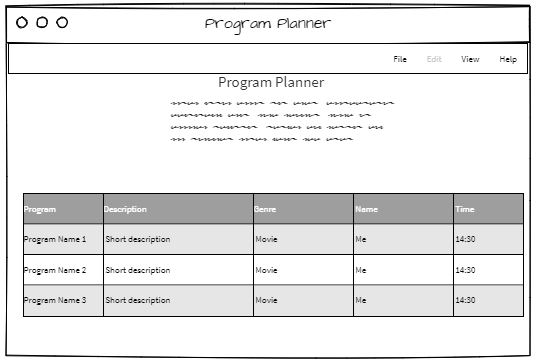 Program Planner
File Edit View Help
Program Planner
Program Description Genre Name Time
Program Name 1 Short description Movie Me 14:30
Program Name 2 Short description Movie Me 14:30
Program Name 3 Short description Movie Me 14:30